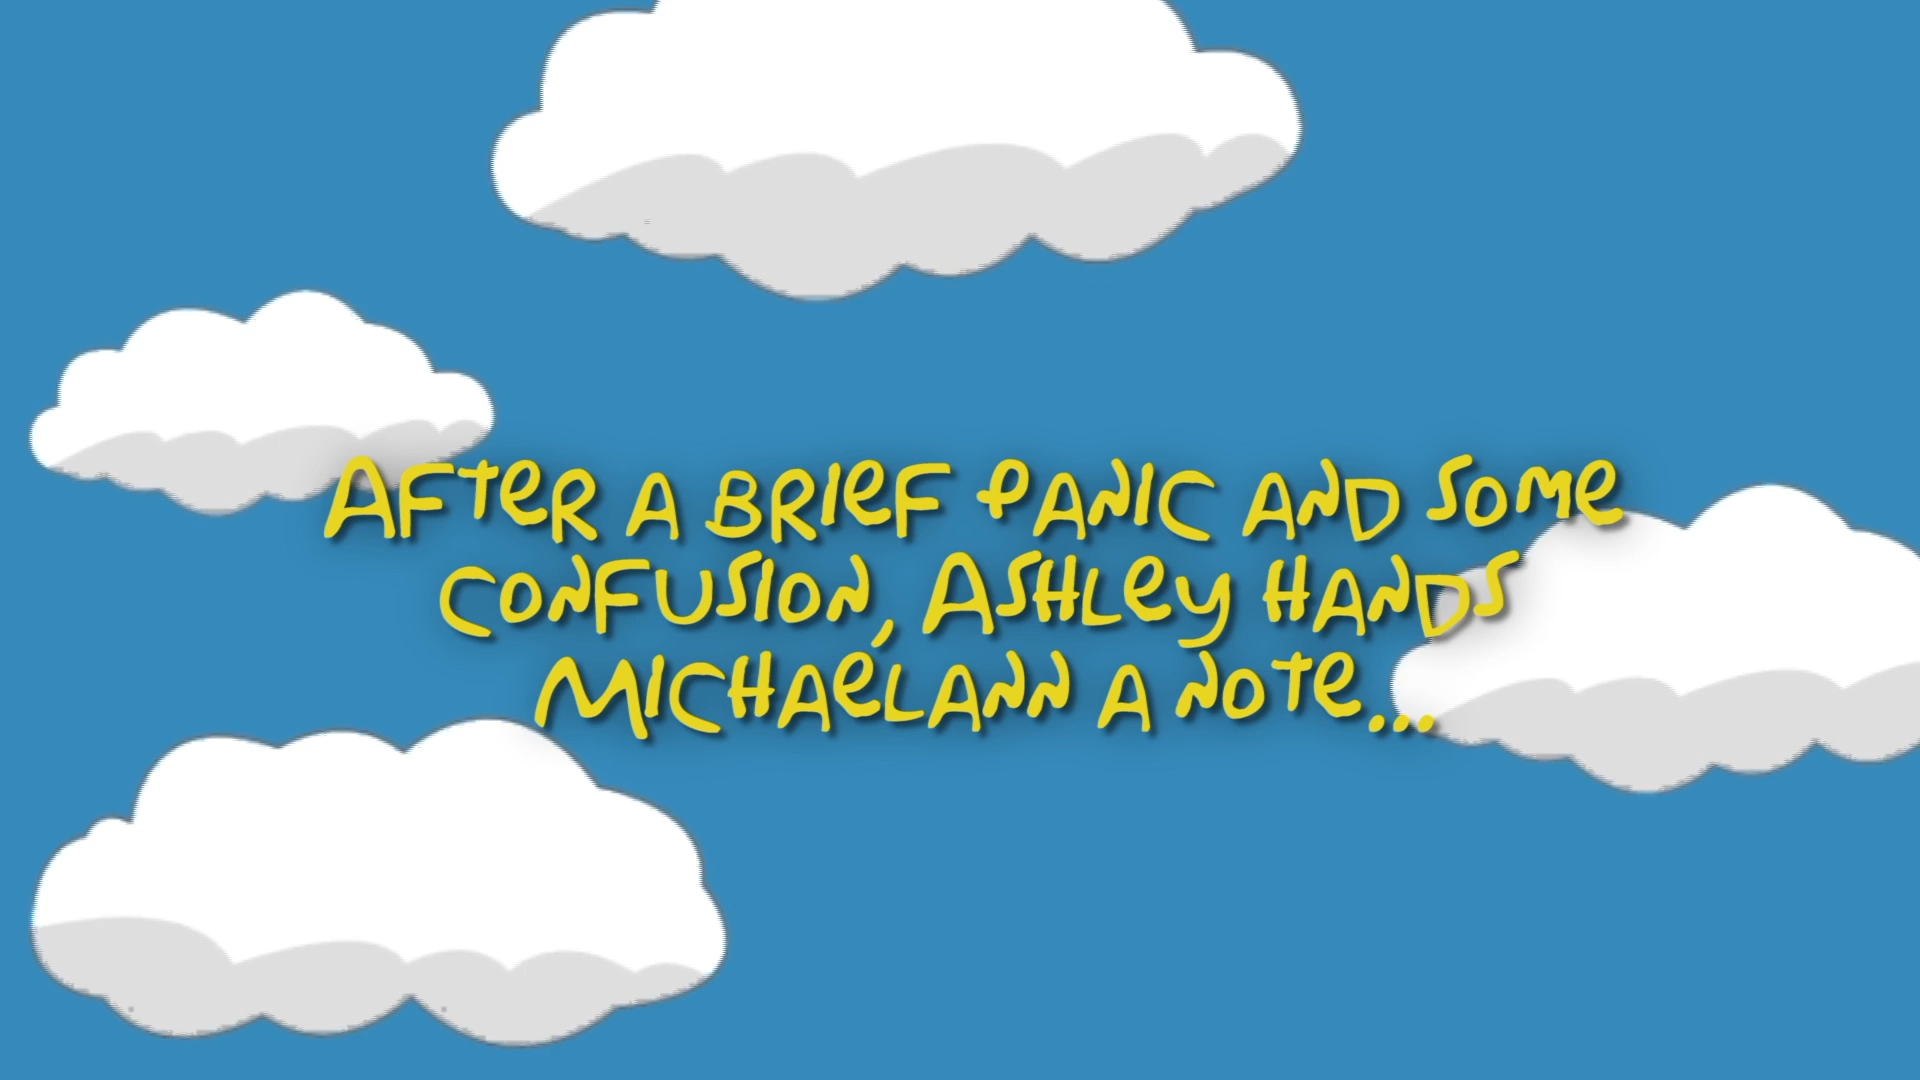 After a brief panic and some
confusion, Ashley hands
Michaelann a note...